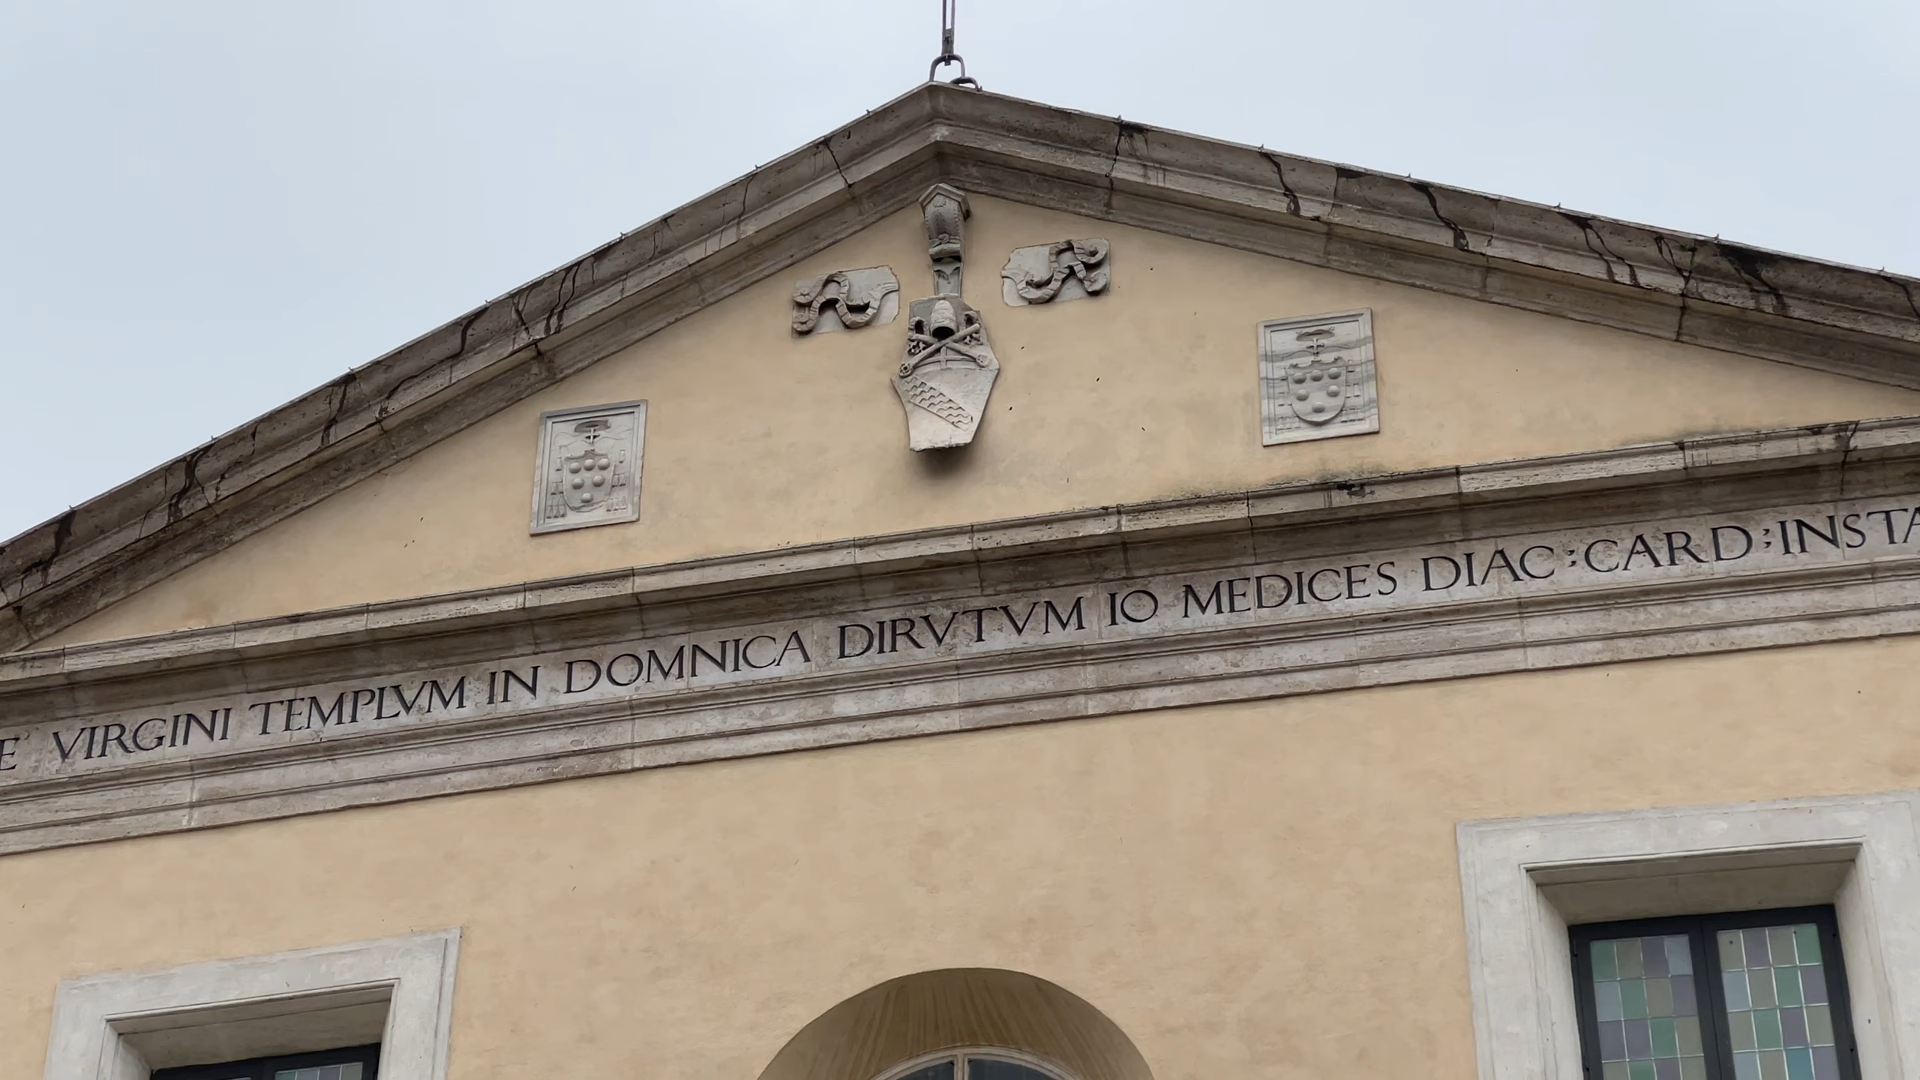 E VIRGINI TEMPLVM IN DOMNICA DIRVTVM IO MEDICES DIAC ; CARD ; INSTA